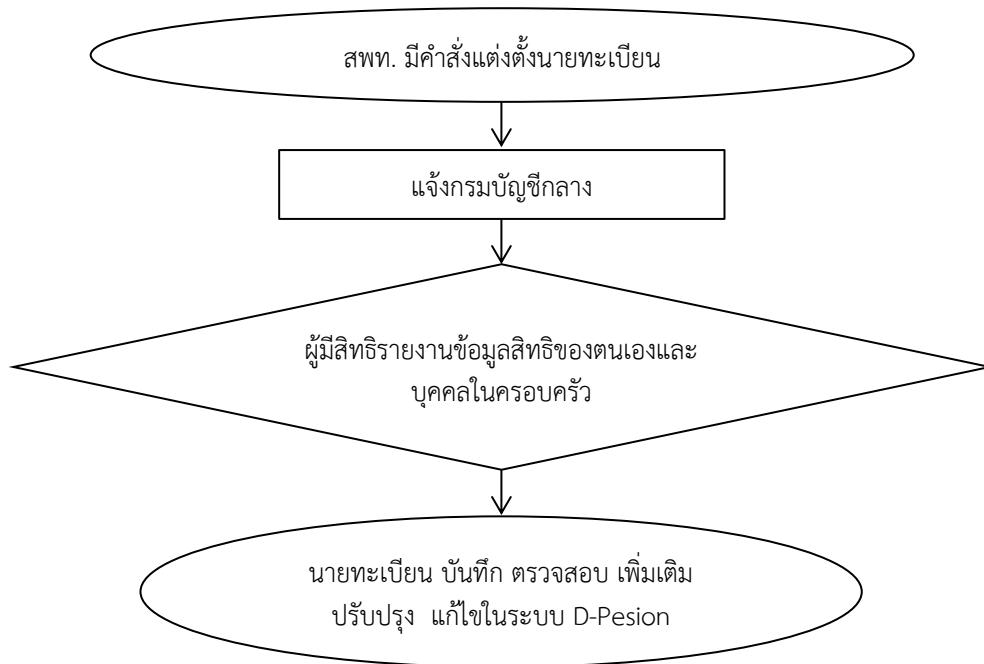 สพท. มีคำสั่งแต่งตั้งนายทะเบียน
แจ้งกรมบัญชีกลาง
ผู้มีสิทธิรายงานข้อมูลสิทธิของตนเองและ
บุคคลในครอบครัว
นายทะเบียน บันทึก ตรวจสอบ เพิ่มเติม
ปรับปรุง แก้ไขในระบบ D-Pesion